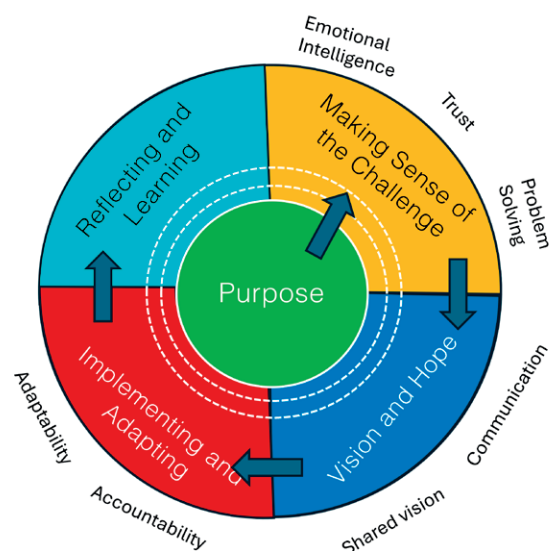 Emotional
Intelligence
Trust
Problem
Solving
Making Sense of
the Challenge
Reflecting and
Learning
Purpose
Vision and Hope
Implementing and
Adapting
Communication
Shared vision
Accountability
Adaptability